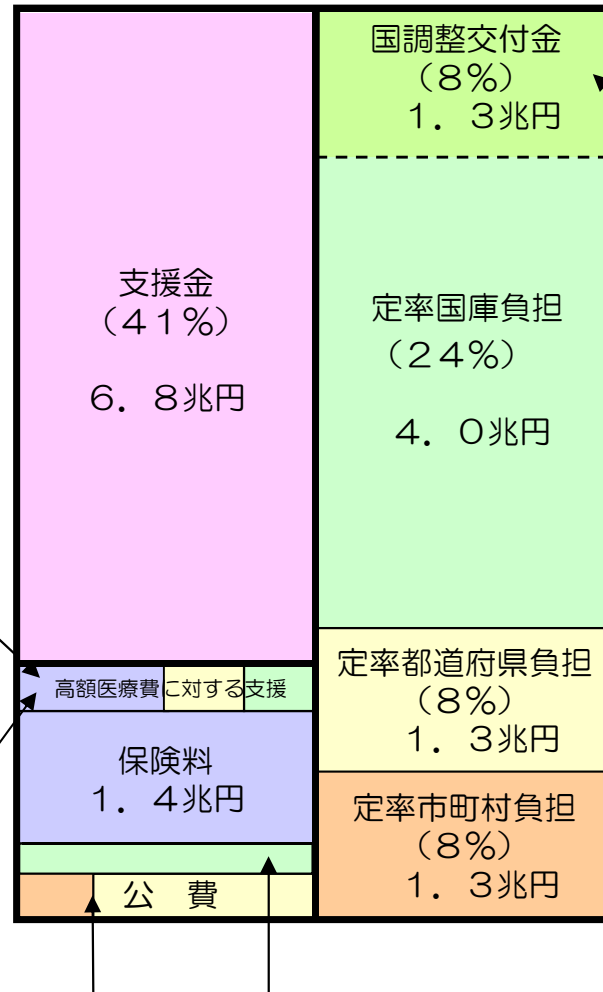 支援金
(41%)
6.8兆円
高額医療費に対する支援
保険料
1.4兆円
公 費
国調整交付金
(8%)
1.3兆円
定率国庫負担
(24%)
4.0兆円
定率都道府県負担
(8%)
1.3兆円
定率市町村負担
(8%)
1.3兆円